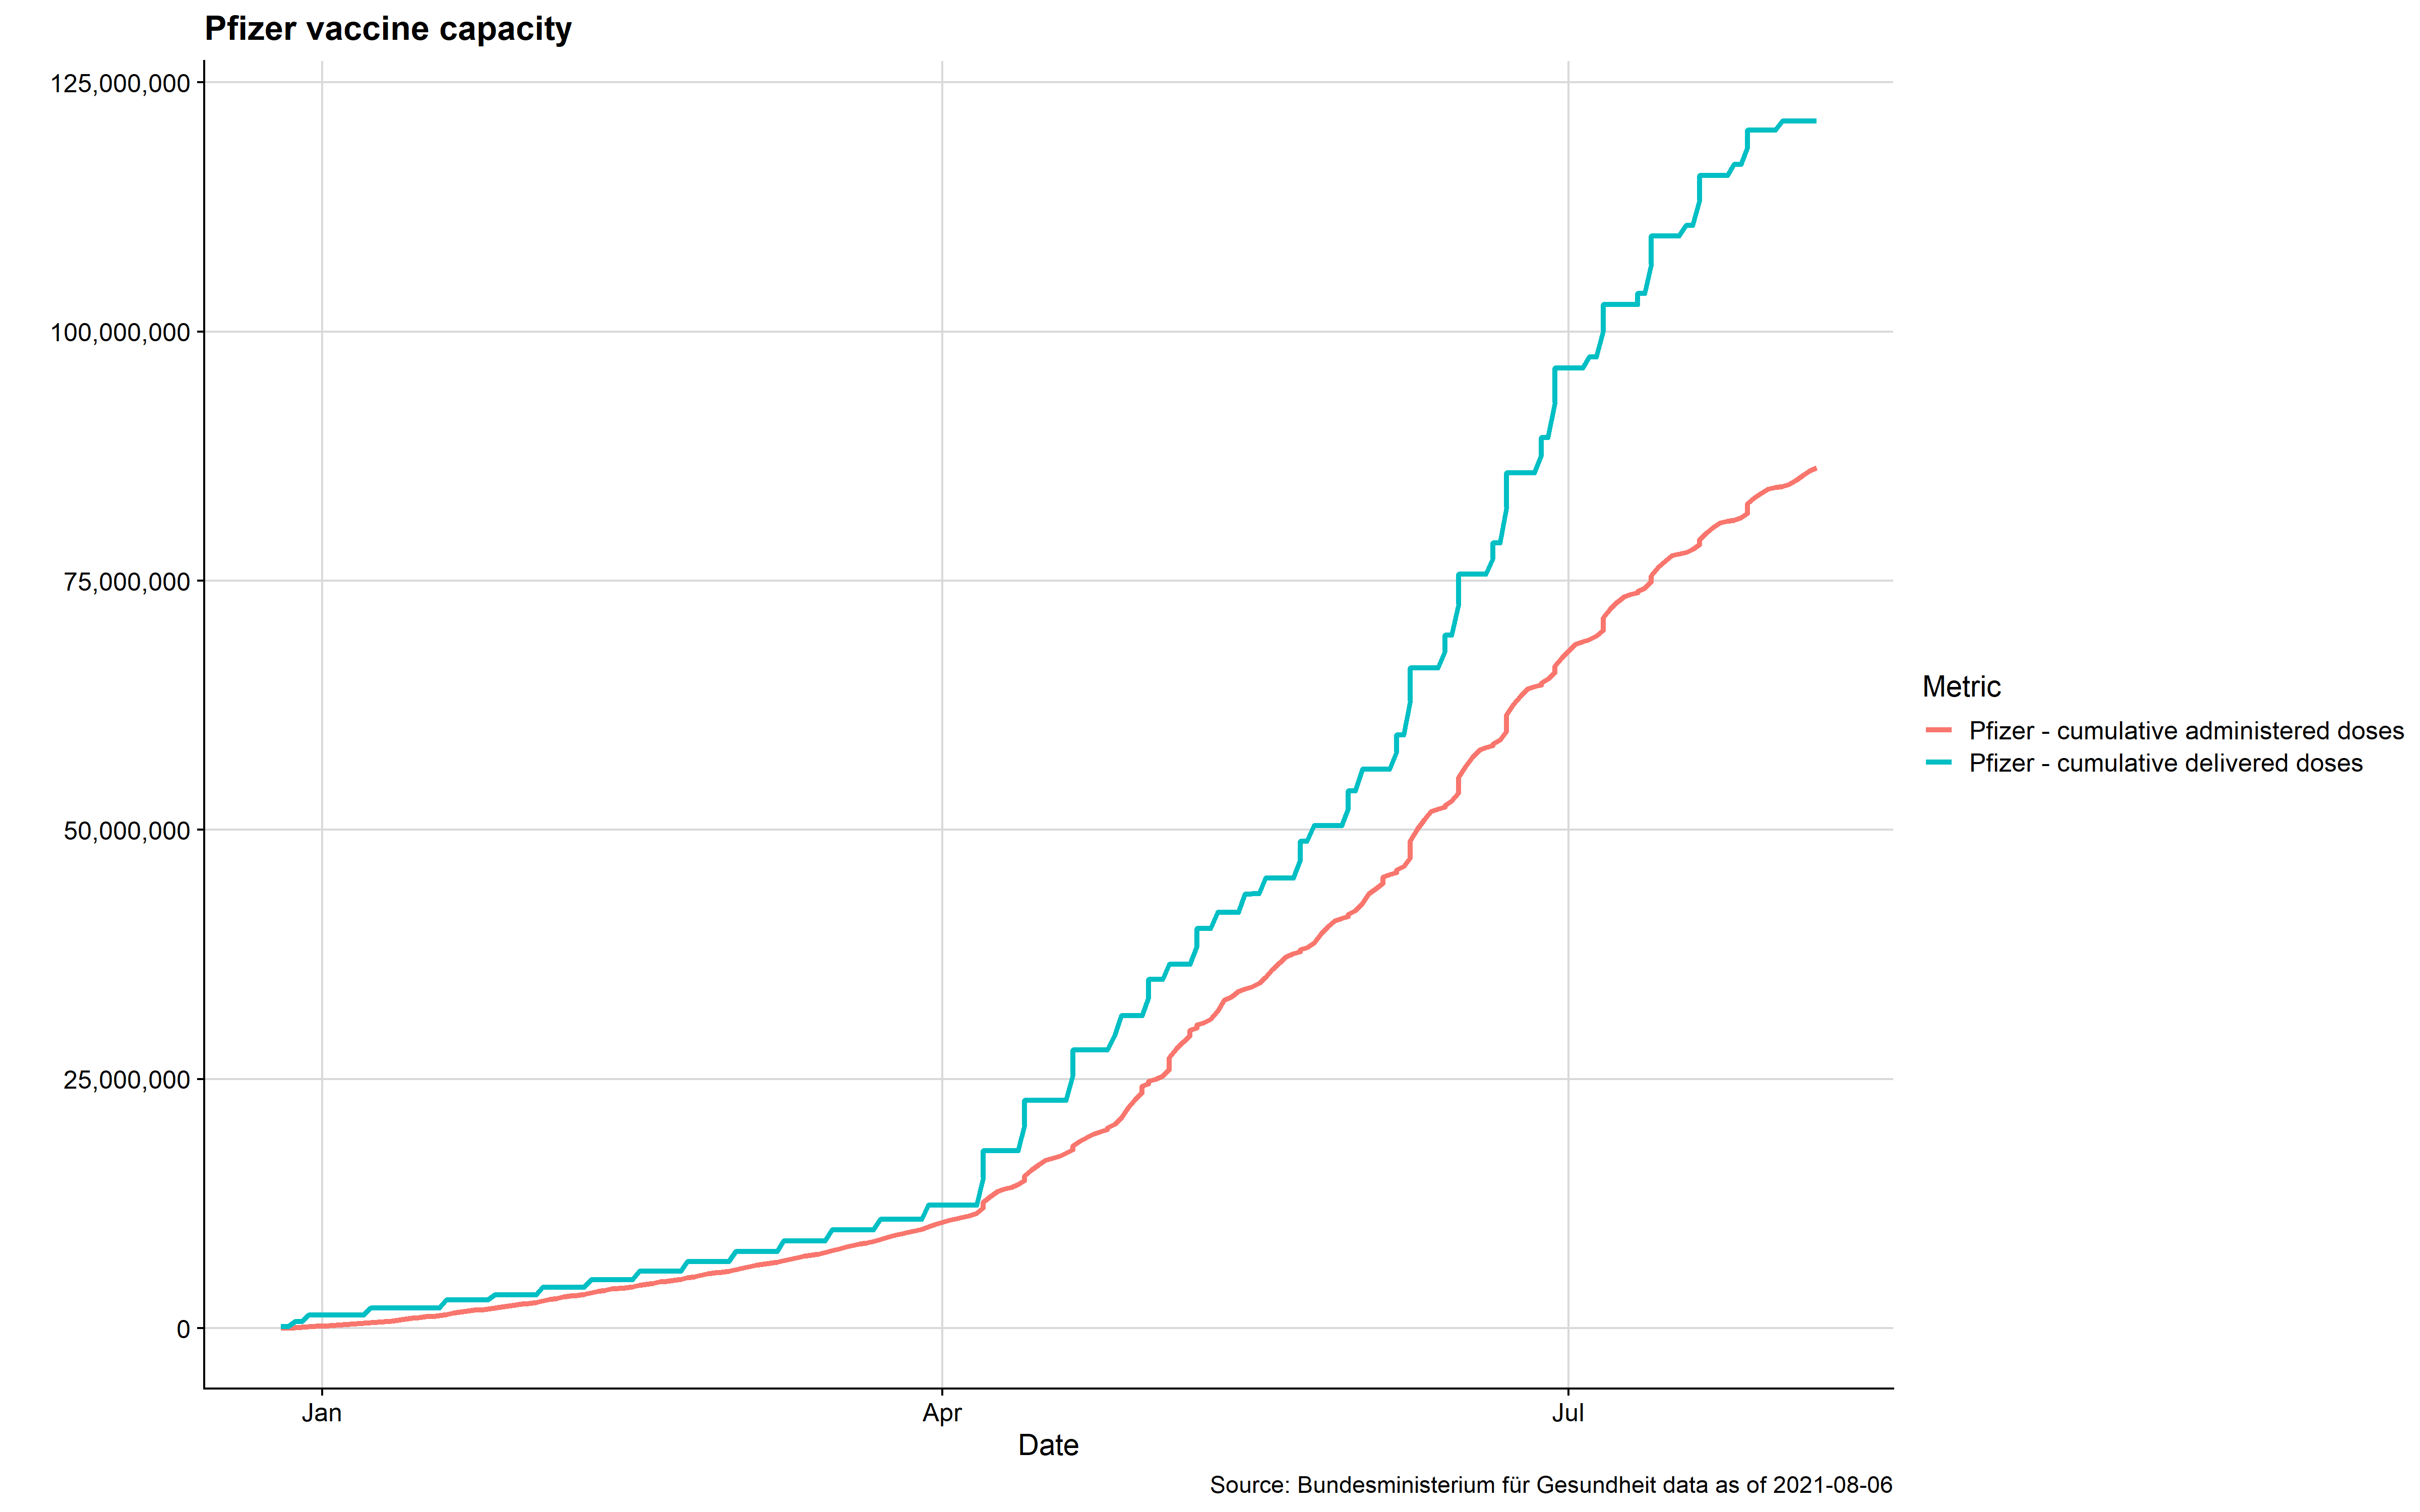 Pfizer vaccine capacity
125,000,000
100,000,000
75,000,000
50,000,000
25,000,000
0
Jan
Apr
Jul
Date
Metric
Pfizer - cumulative administered doses
Pfizer - cumulative delivered doses
Source: Bundesministerium für Gesundheit data as of 2021-08-06